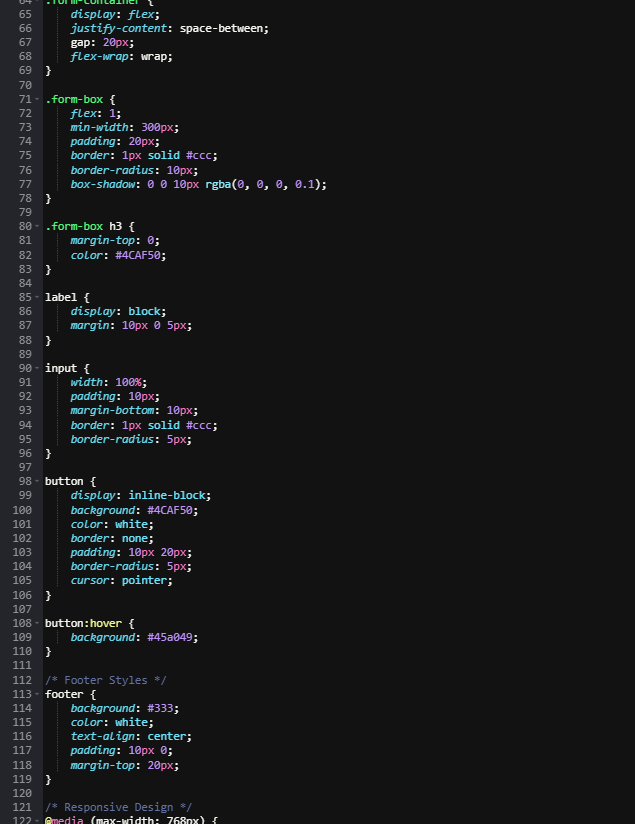 64 .form-container {
65 display: flex;
66 justify-content: space-between;
67 gap: 20px;
68 flex-wrap: wrap;
69 }
70
71 .form-box {
72 flex: 1;
73 min-width: 300px;
74 padding: 20px;
75 border: 1px solid #ccc;
76 border-radius: 10px;
77 box-shadow: 0 0 10px rgba(0, 0, 0, 0.1);
78 }
79
80 .form-box h3 {
81 margin-top: 0;
82 color: #4CAF50;
83 }
84
85 label {
86 display: block;
87 margin: 10px 0 5px;
88 }
89
90 input {
91 width: 100%;
92 padding: 10px;
93 margin-bottom: 10px;
94 border: 1px solid #ccc;
95 border-radius: 5px;
96 }
97
98 button {
99 display: inline-block;
100 background: #4CAF50;
101 color: white;
102 border: none;
103 padding: 10px 20px;
104 border-radius: 5px;
105 cursor: pointer;
106 }
107
108 button:hover {
109 background: #45a049;
110 }
111
112 /* Footer Styles */
113 footer {
114 background: #333;
115 color: white;
116 text-align: center;
117 padding: 10px 0;
118 margin-top: 20px;
119 }
120
121 /* Responsive Design */
122 @media (max-width: 768px) {